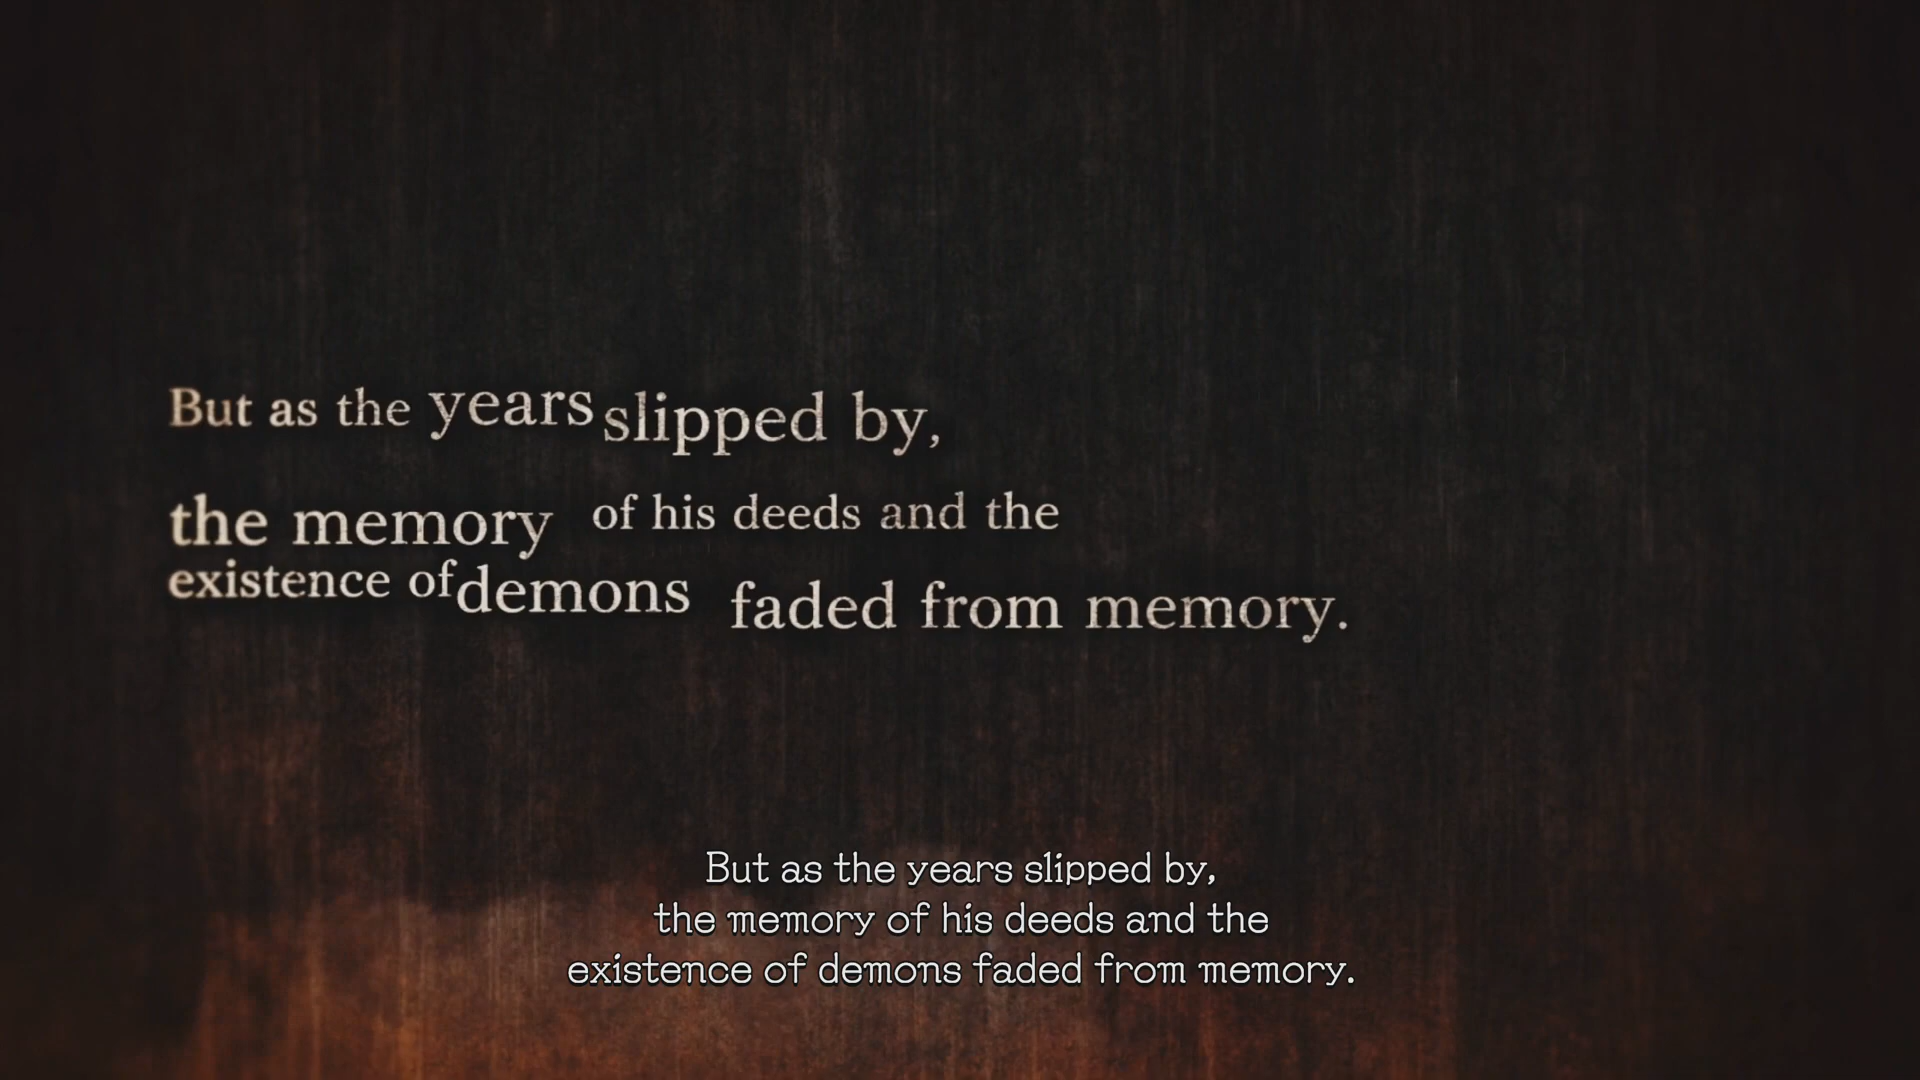 But as the years slipped by,
the memory of his deeds and the
existence of demons faded from memory.
But as the years slipped by,
the memory of his deeds and the
existence of demons faded from memory.